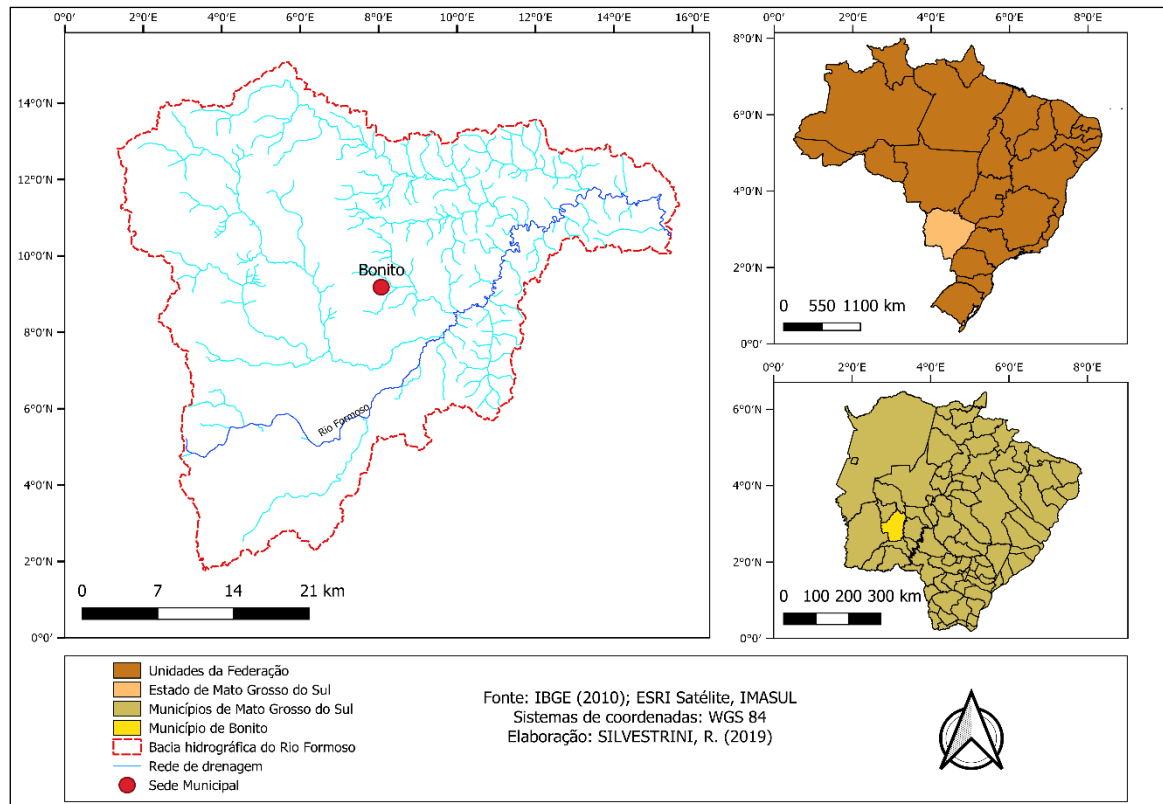 0°0′ 2°0′E 4°0′E 6°0′E 8°0′E 10°0′E 12°0′E 14°0′E 16°0′E
14°0′N
12°0′N
10°0′N
8°0′N
6°0′N
4°0′N
2°0′N
0°0′
Bonito
Rio Formoso
0 7 14 21 km
0°0′ 2°0′E 4°0′E 6°0′E 8°0′E
8°0′N
6°0′N
4°0′N
2°0′N
0°0′
0 550 1100 km
0°0′ 2°0′E 4°0′E 6°0′E 8°0′E
6°0′N
4°0′N
2°0′N
0°0′
0 100 200 300 km
Unidades da Federação
Estado de Mato Grosso do Sul
Municípios de Mato Grosso do Sul
Município de Bonito
Bacia hidrográfica do Rio Formoso
Rede de drenagem
Sede Municipal
Fonte: IBGE (2010); ESRI Satélite, IMASUL
Sistemas de coordenadas: WGS 84
Elaboração: SILVESTRINI, R. (2019)